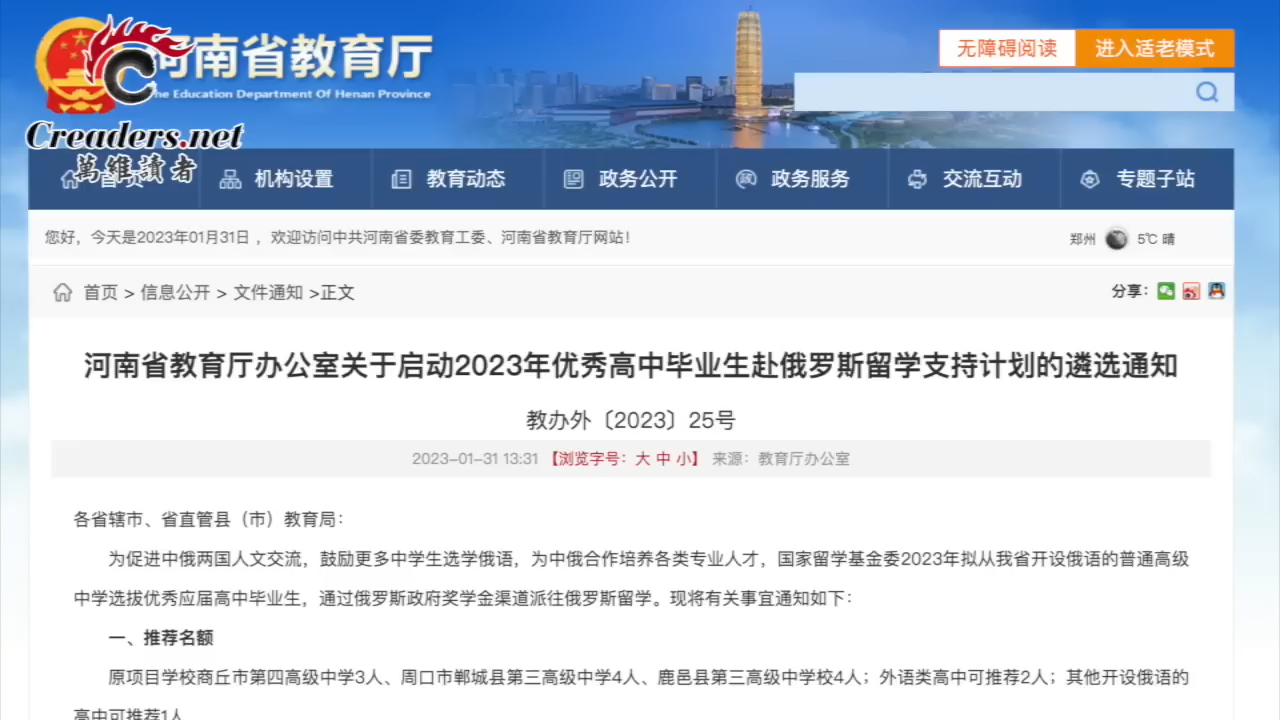 河南省教育厅
The Education Department Of Henan Province
Creaders.net
萬維讀者
无障碍阅读
进入适老模式
首页
机构设置
教育动态
政务公开
政务服务
交流互动
专题子站
您好，今天是2023年01月31日 ，欢迎访问中共河南省委教育工委、河南省教育厅网站！
郑州
5℃ 晴
首页 > 信息公开 > 文件通知 >正文
分享：
河南省教育厅办公室关于启动2023年优秀高中毕业生赴俄罗斯留学支持计划的遴选通知
教办外〔2023〕25号
2023-01-31 13:31 【浏览字号：大 中 小】 来源：教育厅办公室
各省辖市、省直管县（市）教育局：
为促进中俄两国人文交流，鼓励更多中学生选学俄语，为中俄合作培养各类专业人才，国家留学基金委2023年拟从我省开设俄语的普通高级
中学选拔优秀应届高中毕业生，通过俄罗斯政府奖学金渠道派往俄罗斯留学。现将有关事宜通知如下：
一、推荐名额
原项目学校商丘市第四高级中学3人、周口市郸城县第三高级中学4人、鹿邑县第三高级中学校4人；外语类高中可推荐2人；其他开设俄语的
高中可推荐1人